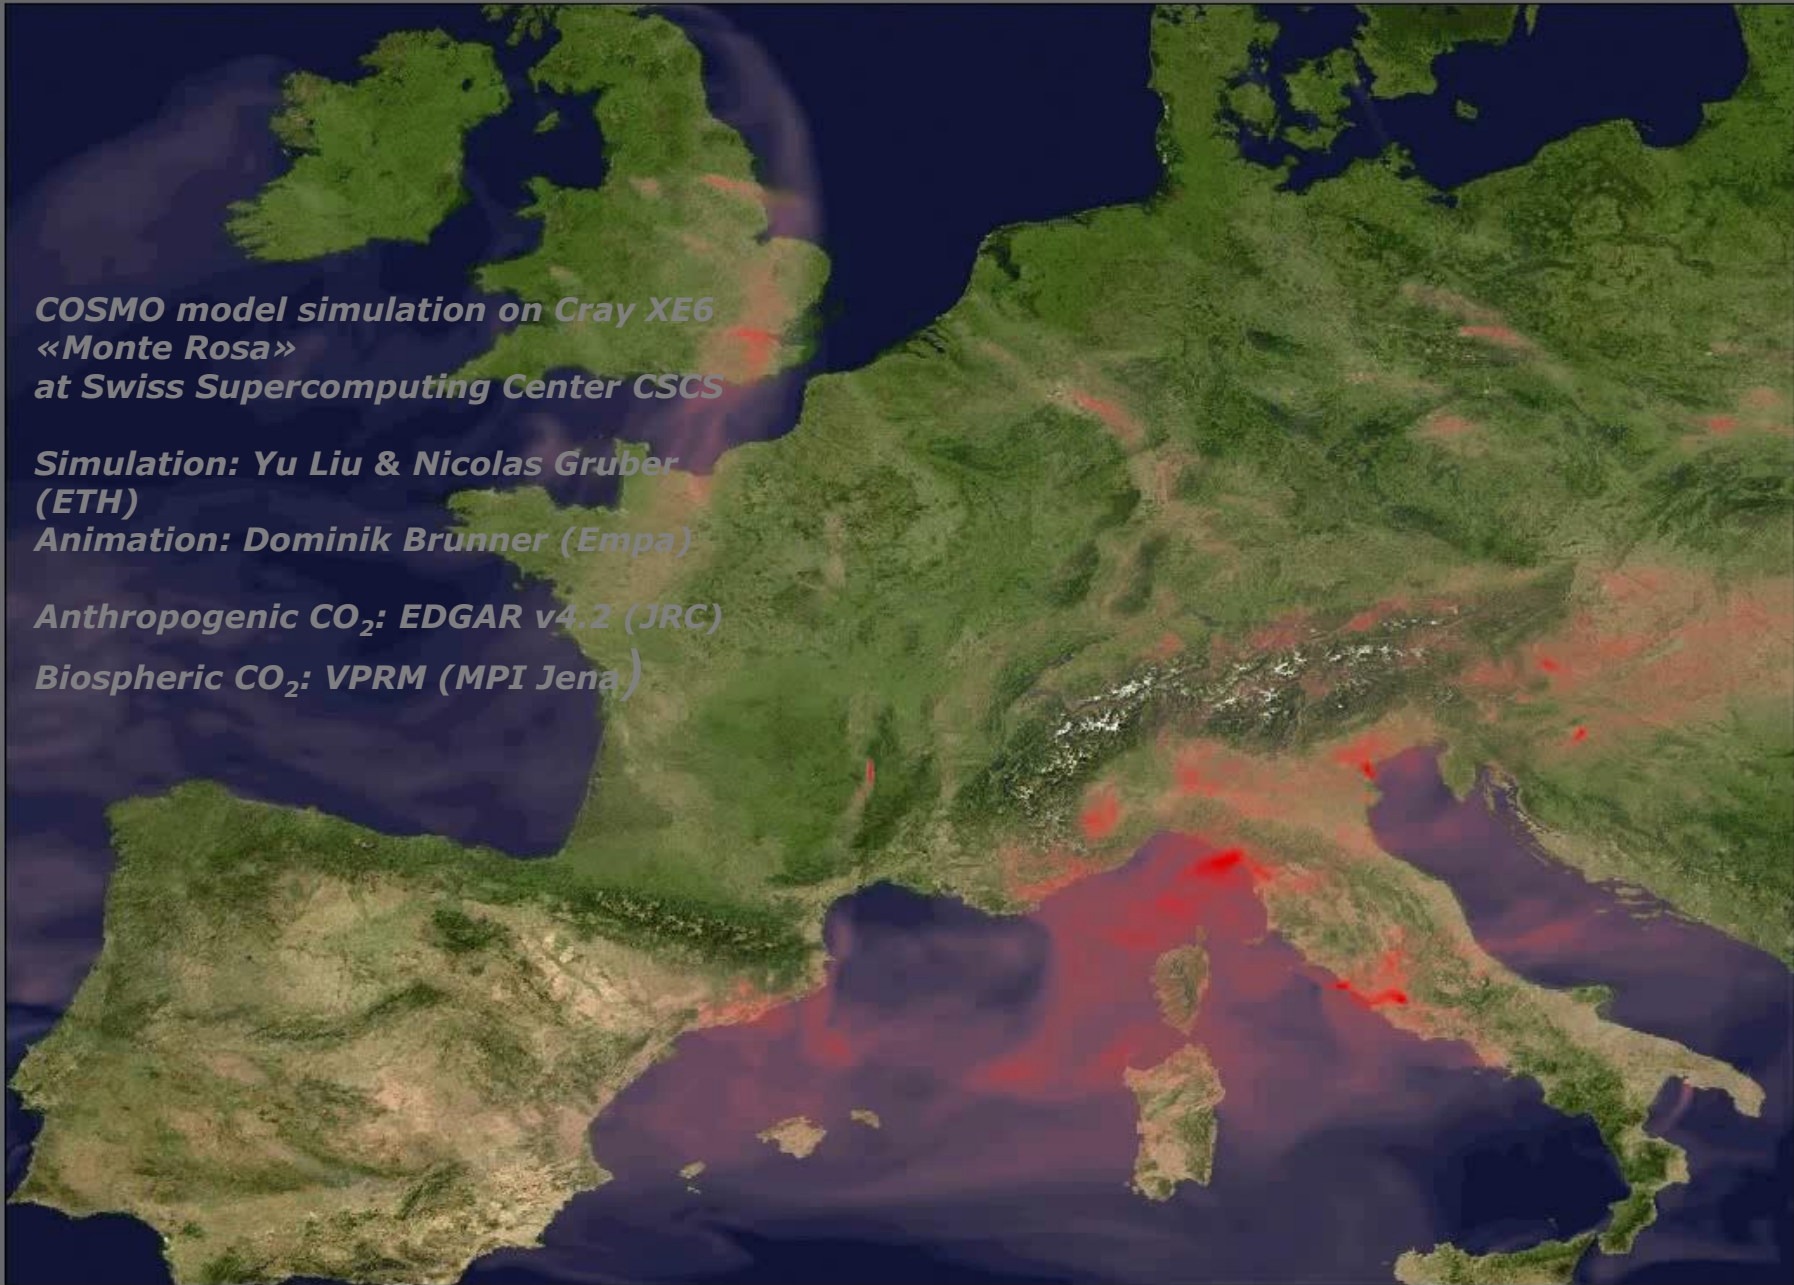 COSMO model simulation on Cray XE6
«Monte Rosa»
at Swiss Supercomputing Center CSCS
Simulation: Yu Liu & Nicolas Gruber
(ETH)
Animation: Dominik Brunner (Empa)
Anthropogenic CO₂: EDGAR v4.2 (JRC)
Biospheric CO₂: VPRM (MPI Jena)